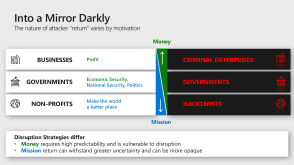 Into a Mirror Darkly
The nature of attacker "return" varies by motivation
Money
BUSINESSES Profit CRIMINAL ENTERPRISES
GOVERNMENTS Economic Security,
National Security, Politics GOVERNMENTS
NON-PROFITS Make the world
a better place HACKTIVISTS
Mission
Disruption Strategies differ
• Money requires high predictability and is vulnerable to disruption
• Mission return can withstand greater uncertainty and can be more opaque